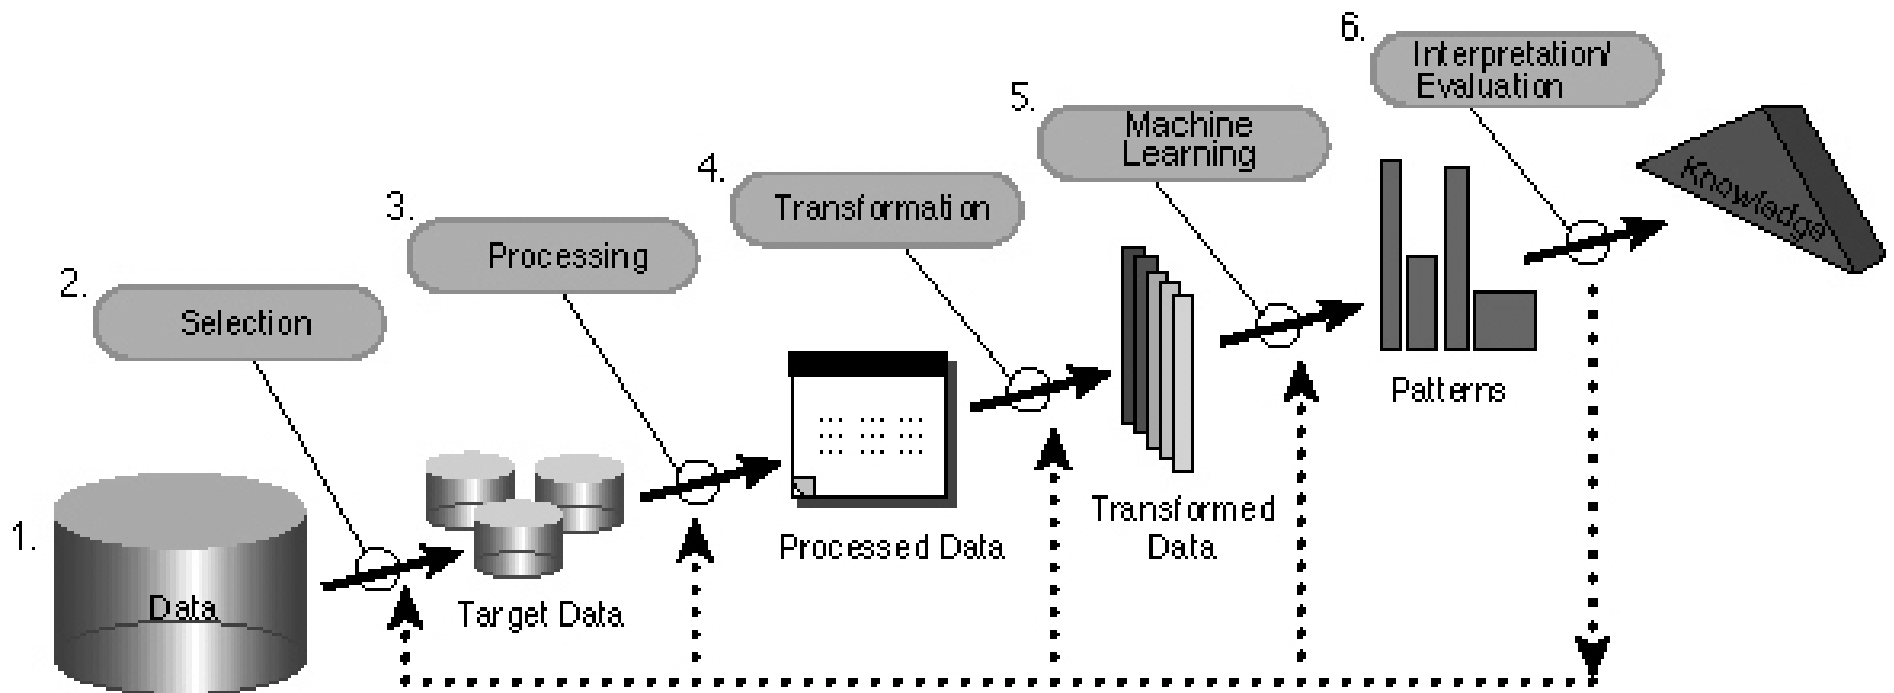 1.
Data
2.
Selection
Target Data
3.
Processing
Processed Data
4.
Transformation
Transformed
Data
5.
Machine
Learning
Patterns
6.
Interpretation/
Evaluation
Knowledge